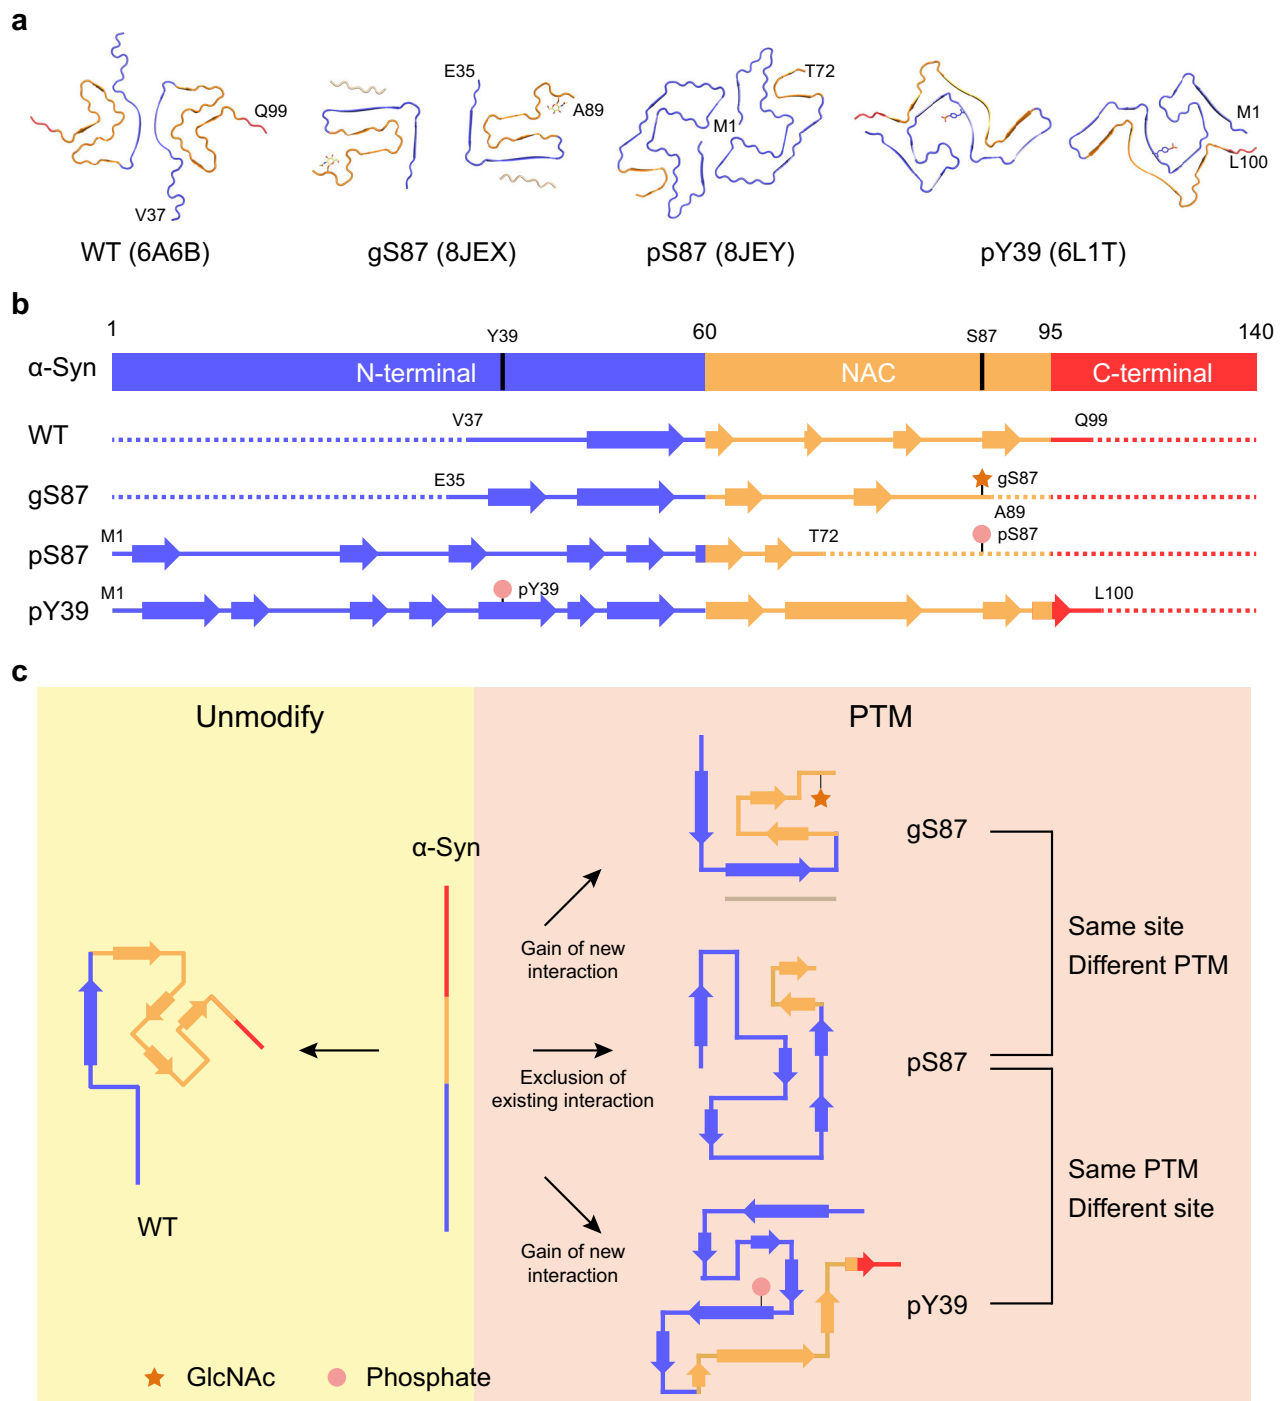 a
E35
T72
Q99
A89
M1
M1
L100
V37
WT (6A6B)
gS87 (8JEX)
pS87 (8JEY)
pY39 (6L1T)
b
1
Y39
60
S87
95
140
α-Syn
N-terminal
NAC
C-terminal
WT
V37
Q99
gS87
E35
gS87
A89
pS87
M1
T72
pS87
pY39
M1
pY39
L100
c
Unmodify
PTM
α-Syn
WT
Gain of new
interaction
Exclusion of
existing interaction
Gain of new
interaction
gS87
pS87
pY39
Same site
Different PTM
Same PTM
Different site
GlcNAc
Phosphate